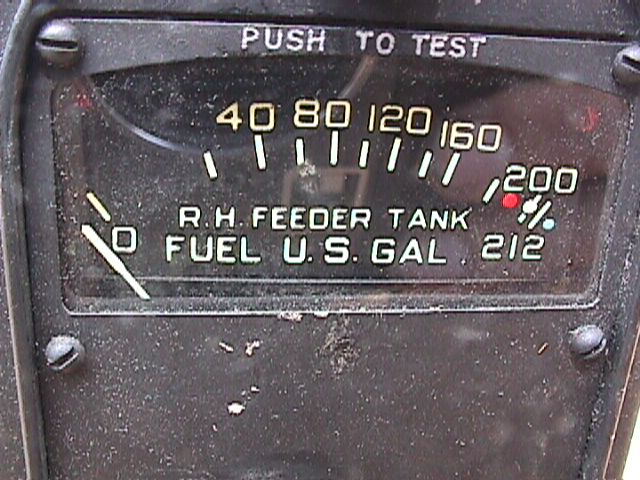 PUSH TO TEST
40 80 120 160
200
R.H. FEEDER TANK
0 FUEL U.S. GAL. 212